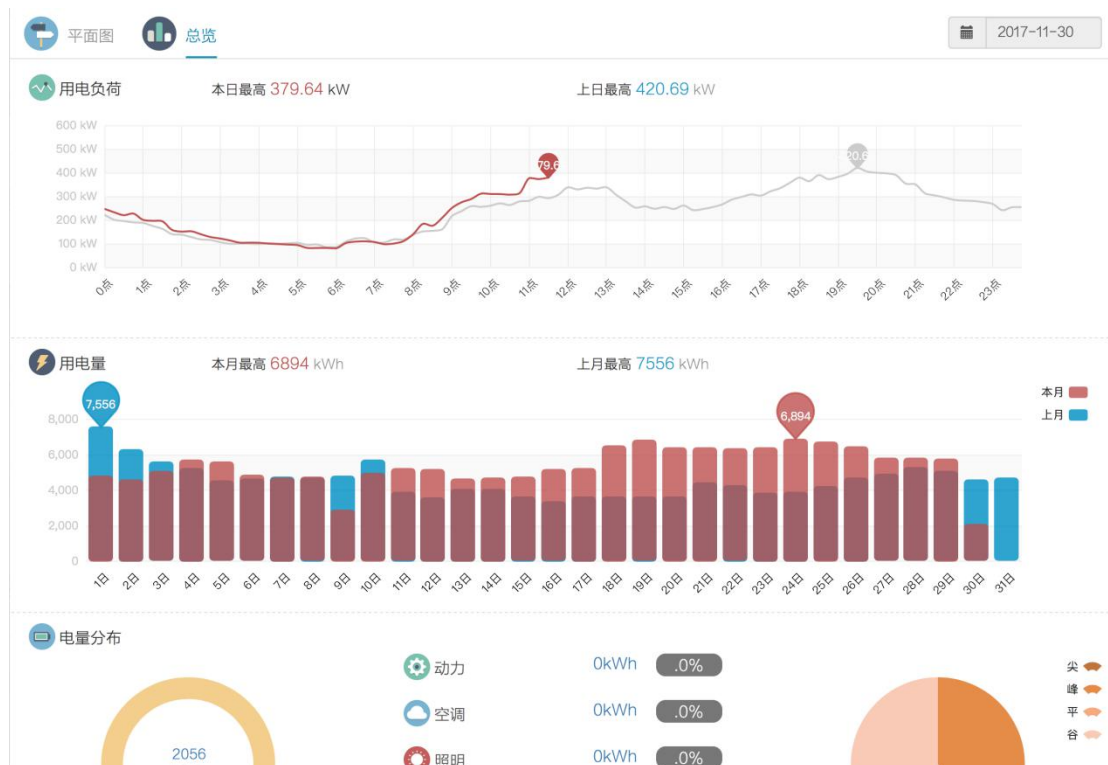 平面图 总览 2017-11-30
用电负荷 本日最高 379.64 kW 上日最高 420.69 kW
600 kW
500 kW
400 kW
300 kW
200 kW
100 kW
0 kW
79.6
20.6
0点 1点 2点 3点 4点 5点 6点 7点 8点 9点 10点 11点 12点 13点 14点 15点 16点 17点 18点 19点 20点 21点 22点 23点
用电量 本月最高 6894 kWh 上月最高 7556 kWh
本月
上月
7,556
6,894
8,000
6,000
4,000
2,000
0
1日 2日 3日 4日 5日 6日 7日 8日 9日 10日 11日 12日 13日 14日 15日 16日 17日 18日 19日 20日 21日 22日 23日 24日 25日 26日 27日 28日 29日 30日 31日
电量分布
2056
动力 0kWh .0%
空调 0kWh .0%
照明 0kWh .0%
尖
峰
平
谷